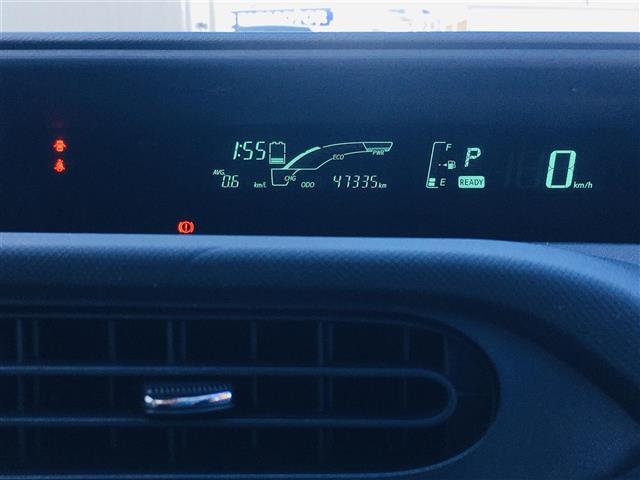 1:55
ECO
PWR
CHG
AVG
0.6 km/L
ODO 47335 km
F
E
P
READY
0 km/h